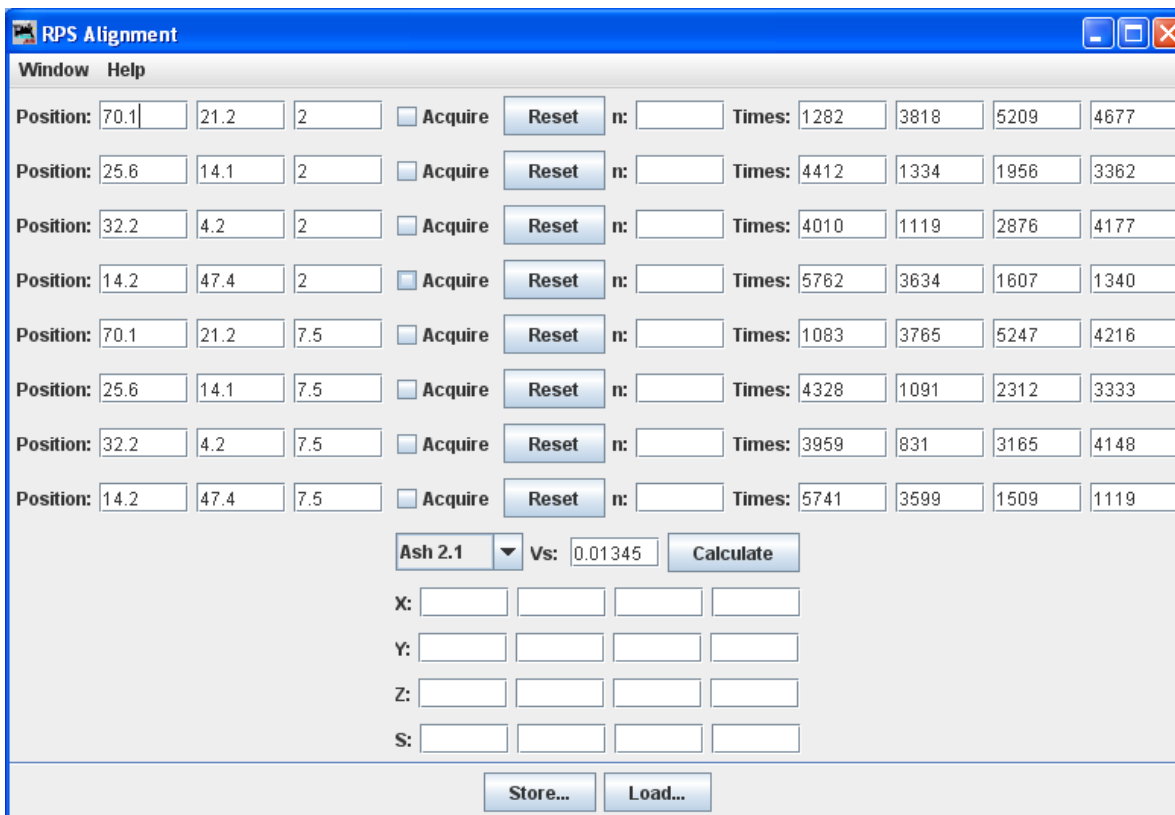 RPS Alignment
Window Help
Position: 70.1 21.2 2 Acquire Reset n: Times: 1282 3818 5209 4677
Position: 25.6 14.1 2 Acquire Reset n: Times: 4412 1334 1956 3362
Position: 32.2 4.2 2 Acquire Reset n: Times: 4010 1119 2876 4177
Position: 14.2 47.4 2 Acquire Reset n: Times: 5762 3634 1607 1340
Position: 70.1 21.2 7.5 Acquire Reset n: Times: 1083 3765 5247 4216
Position: 25.6 14.1 7.5 Acquire Reset n: Times: 4328 1091 2312 3333
Position: 32.2 4.2 7.5 Acquire Reset n: Times: 3959 831 3165 4148
Position: 14.2 47.4 7.5 Acquire Reset n: Times: 5741 3599 1509 1119
Ash 2.1 Vs: 0.01345 Calculate
X:
Y:
Z:
S:
Store... Load...